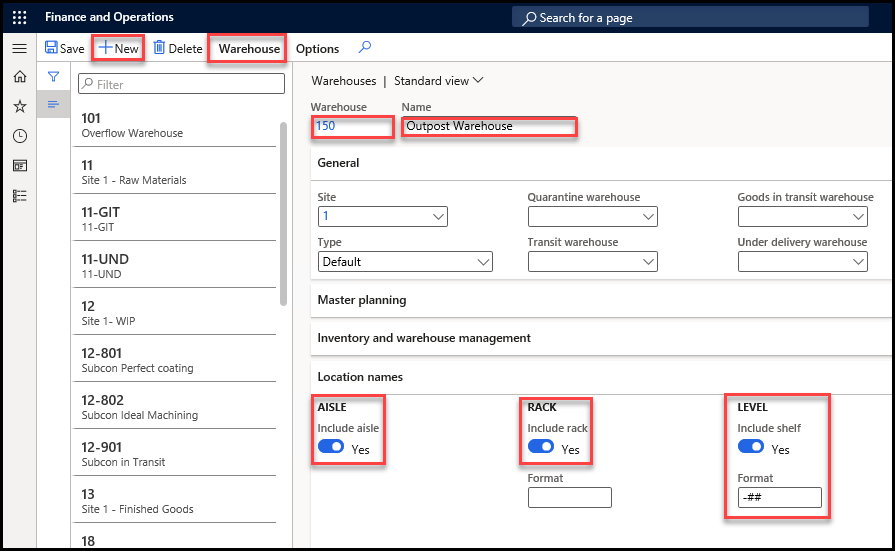 Finance and Operations
Search for a page
Save
New
Delete
Warehouse
Options
Filter
101
Overflow Warehouse
11
Site 1 - Raw Materials
11-GIT
11-GIT
11-UND
11-UND
12
Site 1- WIP
12-801
Subcon Perfect coating
12-802
Subcon Ideal Machining
12-901
Subcon in Transit
13
Site 1 - Finished Goods
18
Warehouses | Standard view
Warehouse
Name
150
Outpost Warehouse
General
Site
Quarantine warehouse
Goods in transit warehouse
1
Type
Transit warehouse
Under delivery warehouse
Default
Master planning
Inventory and warehouse management
Location names
AISLE
RACK
LEVEL
Include aisle
Include rack
Include shelf
Yes
Yes
Yes
Format
Format
-##